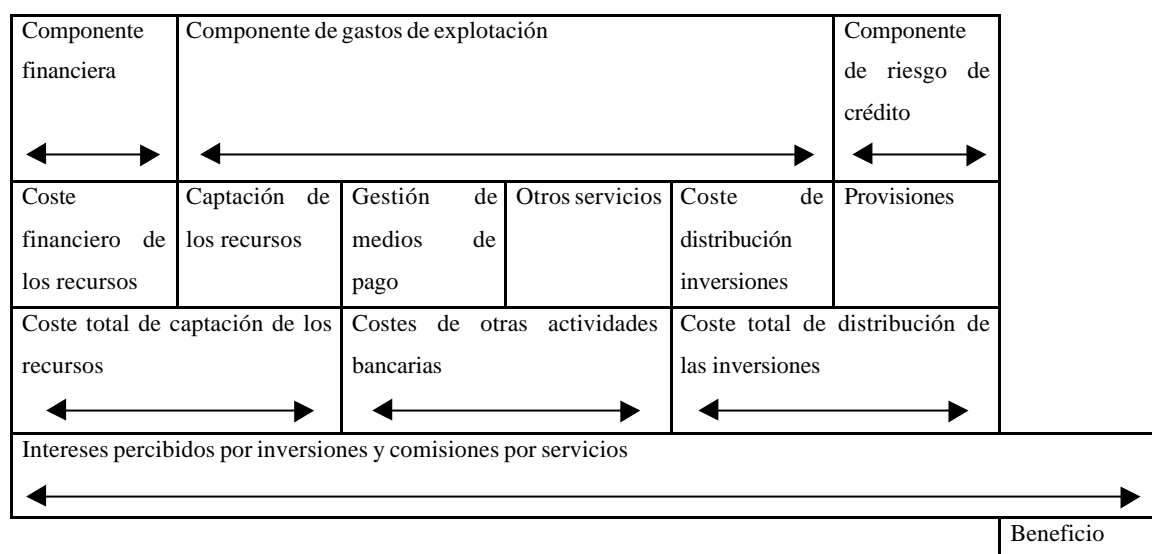 Componente
financiera
Componente de gastos de explotación
Componente
de riesgo de
crédito
Coste
financiero de
los recursos
Captación de
los recursos
Gestión de
medios de
pago
Otros servicios
Coste de
distribución
inversiones
Provisiones
Coste total de captación de los
recursos
Costes de otras actividades
bancarias
Coste total de distribución de
las inversiones
Intereses percibidos por inversiones y comisiones por servicios
Beneficio